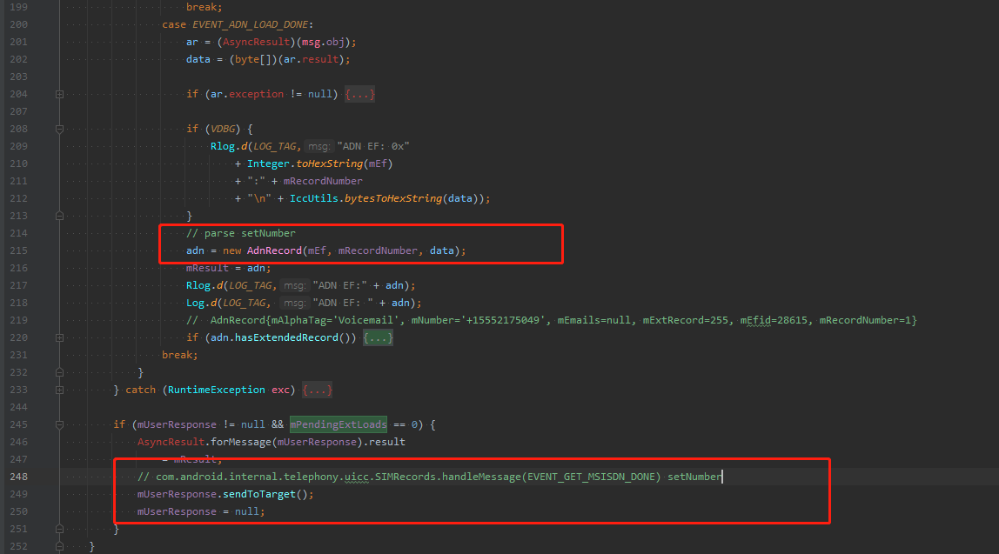 199 break;
200 case EVENT_ADN_LOAD_DONE:
201 ar = (AsyncResult)(msg.obj);
202 data = (byte[])(ar.result);
203
204 if (ar.exception != null) {...}
207
208 if (VDBG) {
209 Rlog.d(LOG_TAG, msg: "ADN EF: 0x"
210 + Integer.toHexString(mEf)
211 + ":" + mRecordNumber
212 + "\n" + IccUtils.bytesToHexString(data));
213 }
214 // parse setNumber
215 adn = new AdnRecord(mEf, mRecordNumber, data);
216 mResult = adn;
217 Rlog.d(LOG_TAG, msg: "ADN EF:" + adn);
218 Log.d(LOG_TAG, msg: "ADN EF: " + adn);
219 // AdnRecord{mAlphaTag='Voicemail', mNumber='+15552175049', mEmails=null, mExtRecord=255, mEfid=28615, mRecordNumber=1}
220 if (adn.hasExtendedRecord()) {...}
231 break;
232 }
233 } catch (RuntimeException exc) {...}
244
245 if (mUserResponse != null && mPendingExtLoads == 0) {
246 AsyncResult.forMessage(mUserResponse).result
247 = mResult;
248 // com.android.internal.telephony.uicc.SIMRecords.handleMessage(EVENT_GET_MSISDN_DONE) setNumber
249 mUserResponse.sendToTarget();
250 mUserResponse = null;
251 }
252 }